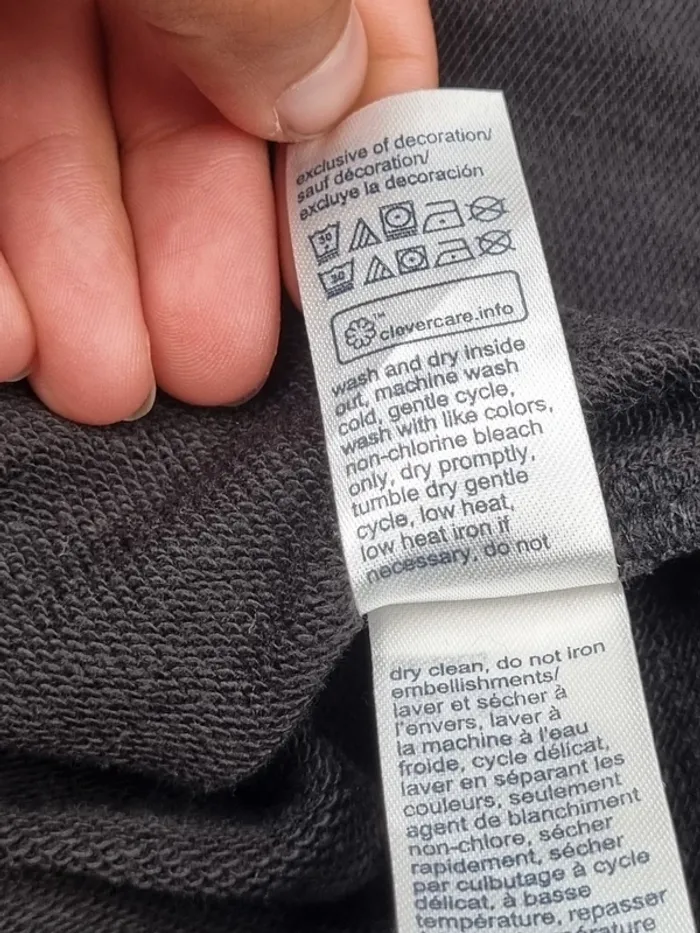 exclusive of decoration/
sauf décoration/
excluye la decoración
30
30
™
clevercare.info
wash and dry inside
out, machine wash
cold, gentle cycle,
wash with like colors,
non-chlorine bleach
only, dry promptly,
tumble dry gentle
cycle, low heat,
low heat iron if
necessary, do not
dry clean, do not iron
embellishments/
laver et sécher à
l'envers, laver à
la machine à l'eau
froide, cycle délicat,
laver en séparant les
couleurs, seulement
agent de blanchiment
non-chlore, sécher
rapidement, sécher
par culbutage à cycle
délicat, à basse
température, repasser